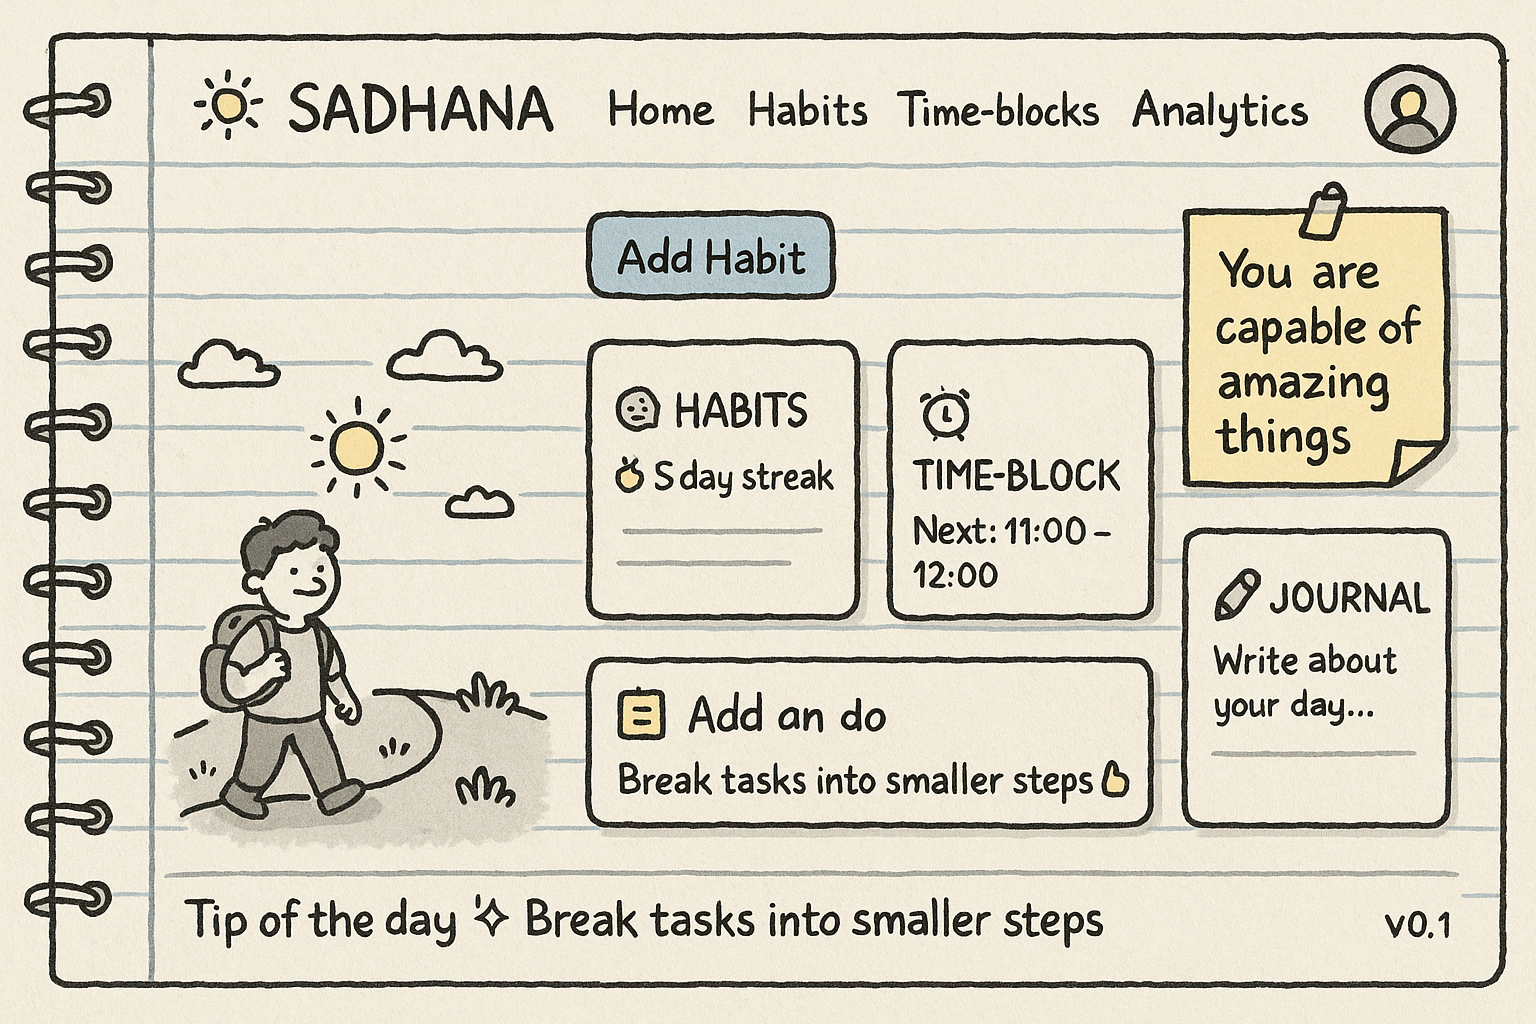 SADHANA
Home Habits Time-blocks Analytics
Add Habit
You are
capable of
amazing
things
HABITS
S day streak
TIME-BLOCK
Next: 11:00 –
12:00
JOURNAL
Write about
your day...
Add an do
Break tasks into smaller steps
Tip of the day Break tasks into smaller steps
v0.1